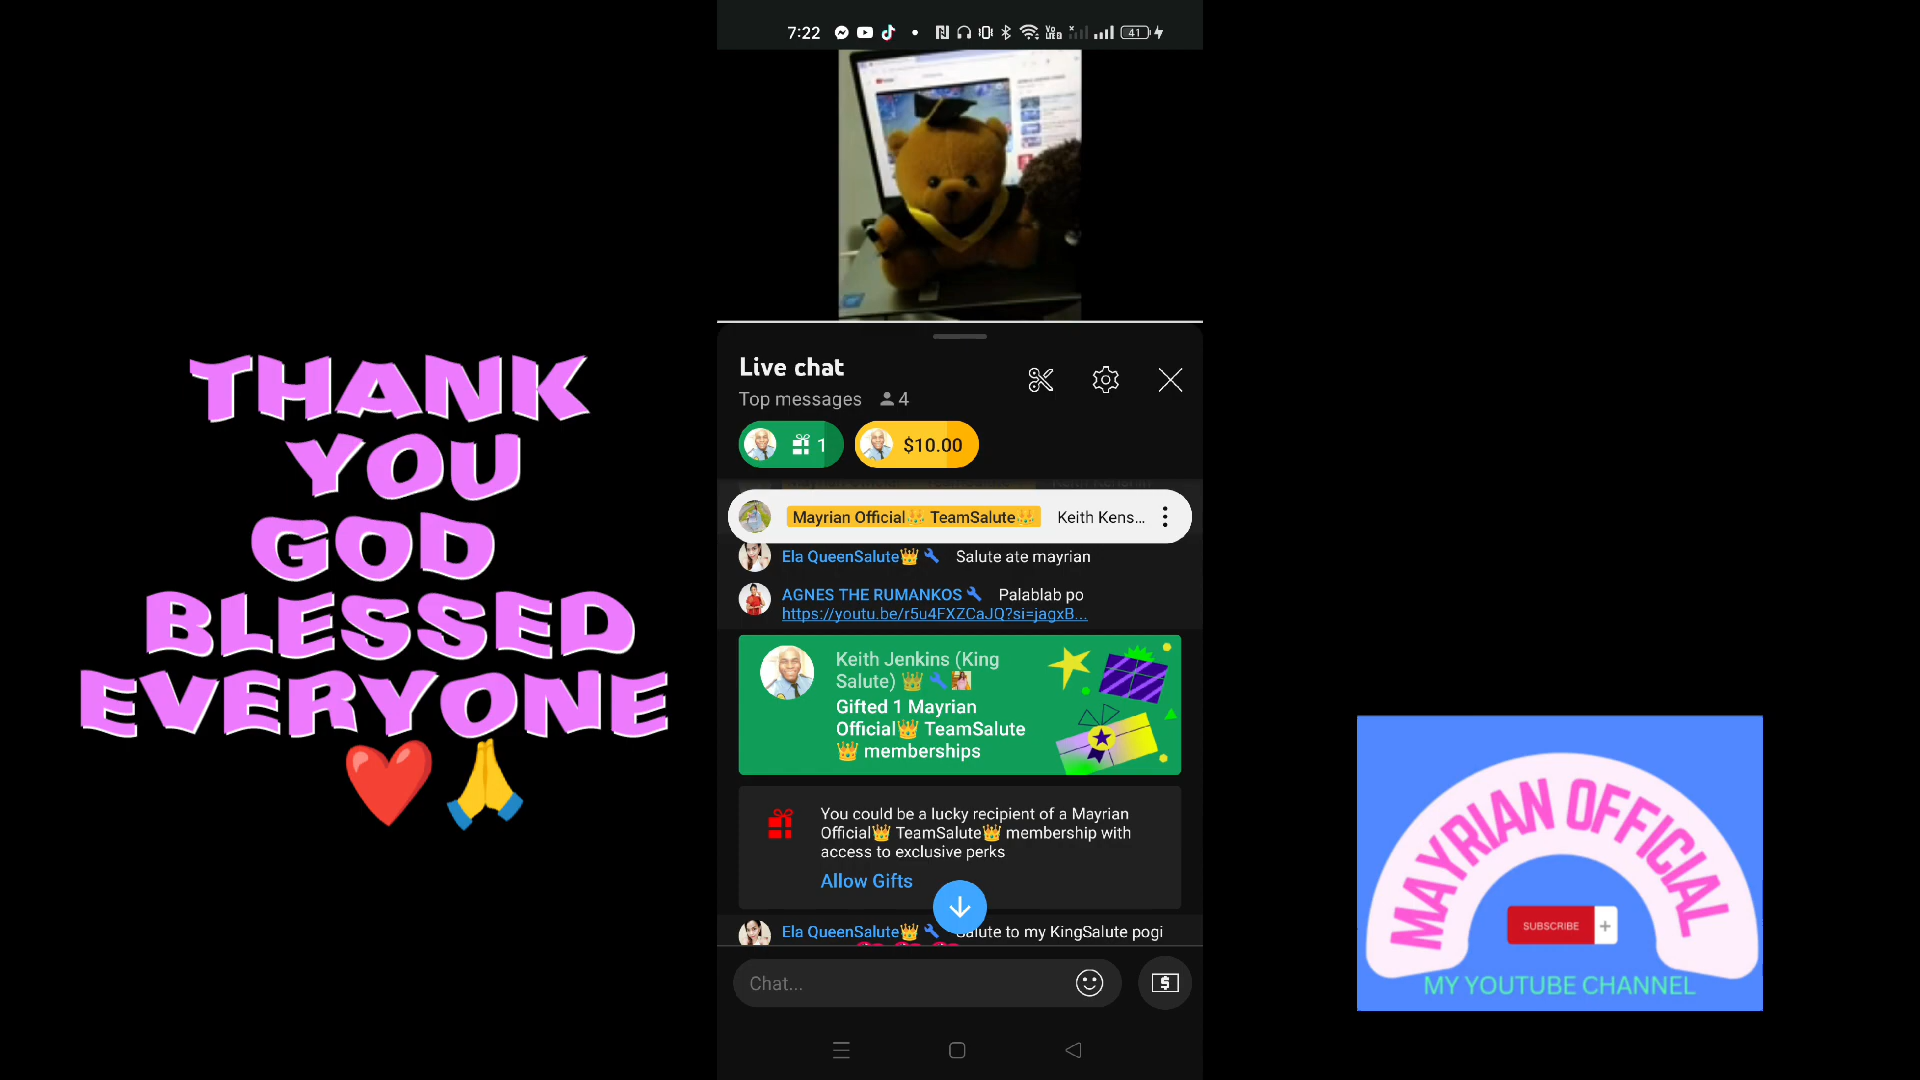 7:22
41
THANK
YOU
GOD
BLESSED
EVERYONE
❤️🙏
Live chat
Top messages 4
1 $10.00
Mayrian Official👑 TeamSalute👑 Keith Kens...
Ela QueenSalute👑 Salute ate mayrian
AGNES THE RUMANKOS Palablab po
https://youtu.be/r5u4FXZCaJQ?si=jagxB...
Keith Jenkins (King
Salute) 👑
Gifted 1 Mayrian
Official👑 TeamSalute
👑 memberships
You could be a lucky recipient of a Mayrian
Official👑 TeamSalute👑 membership with
access to exclusive perks
Allow Gifts
Ela QueenSalute👑 Salute to my KingSalute pogi
Chat...
MAYRIAN OFFICIAL
SUBSCRIBE +
MY YOUTUBE CHANNEL